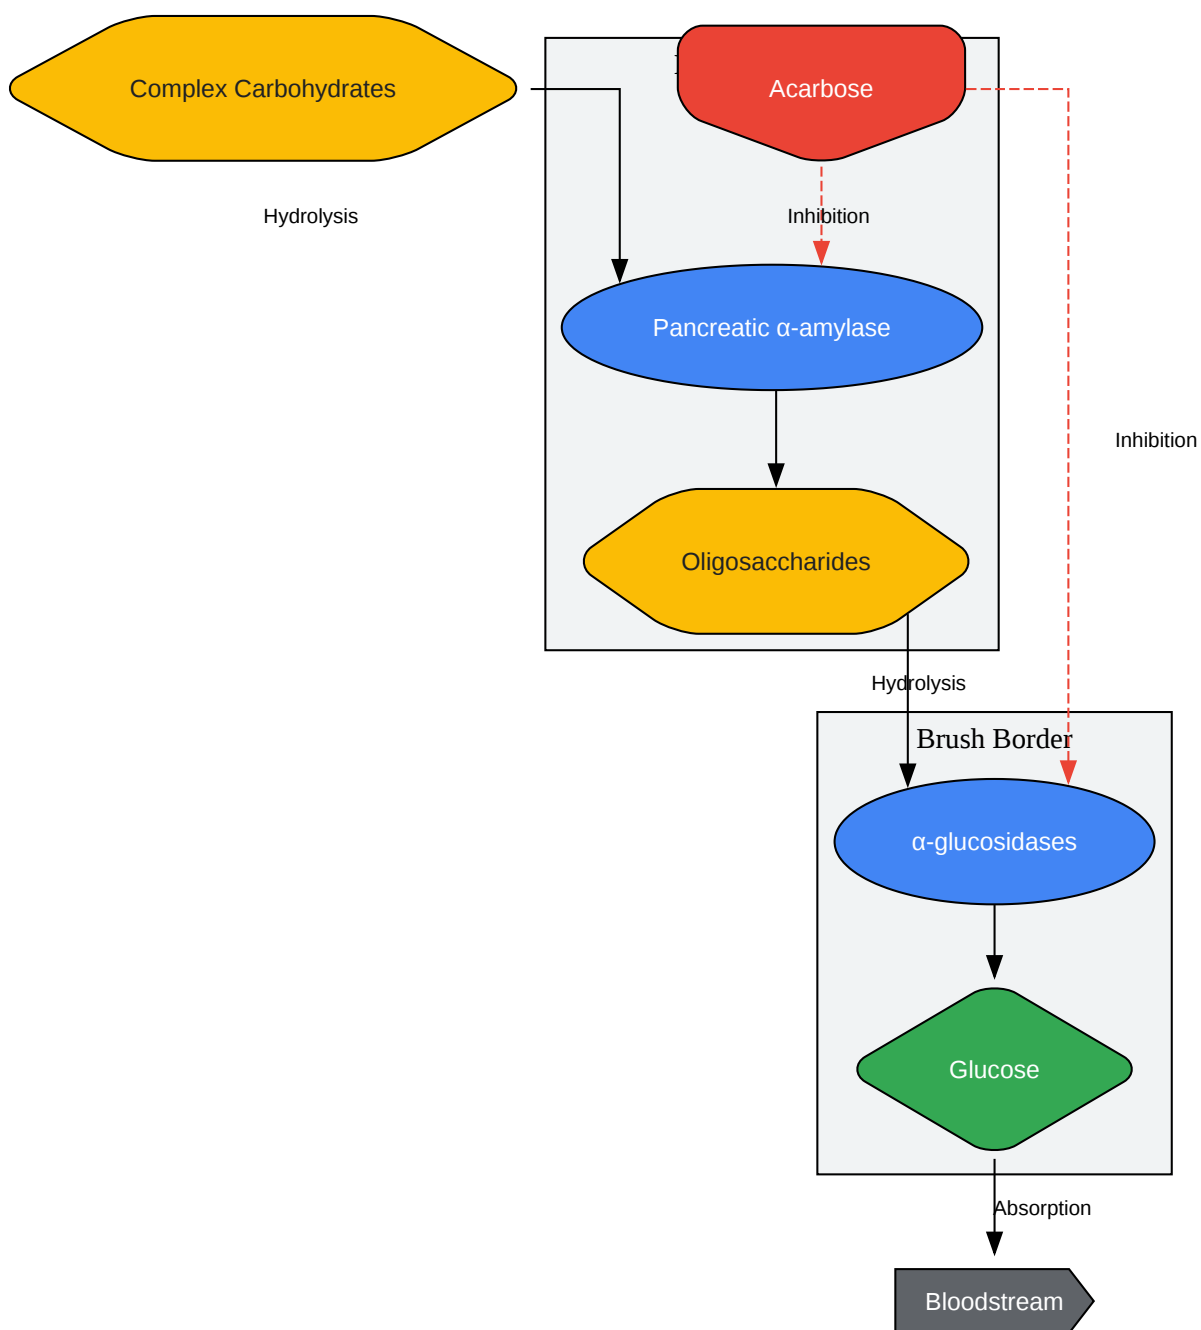 Complex Carbohydrates
Acarbose
Hydrolysis
Inhibition
Pancreatic α-amylase
Inhibition
Oligosaccharides
Hydrolysis
Brush Border
α-glucosidases
Glucose
Absorption
Bloodstream